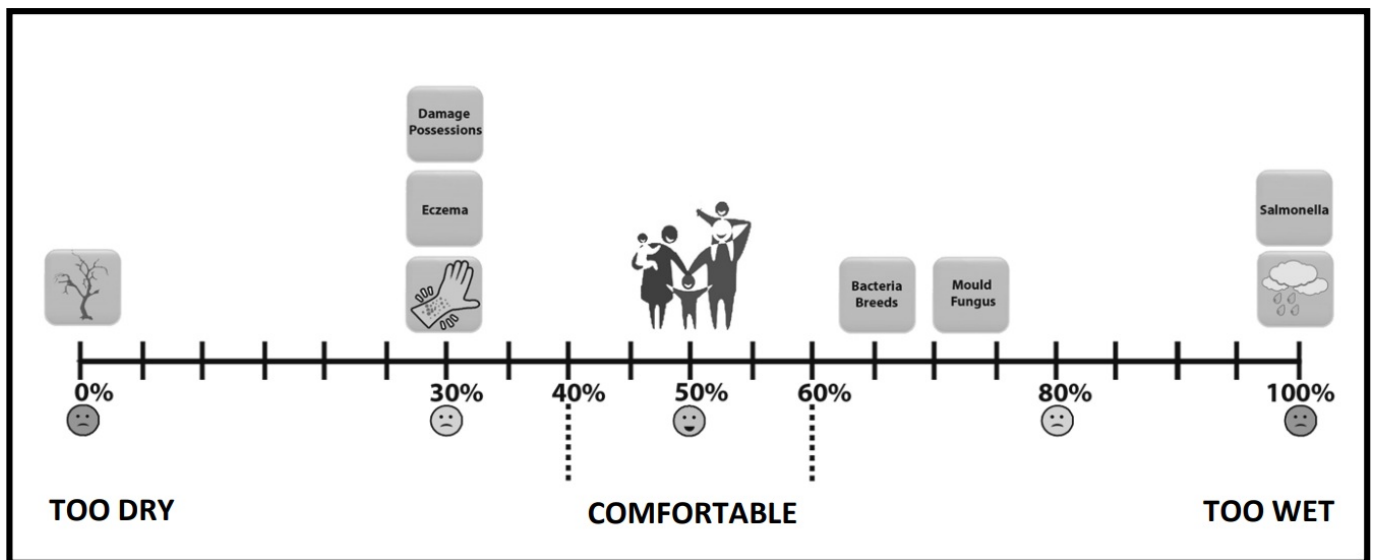 Damage
Possessions
Eczema
Salmonella
Bacteria
Breeds
Mould
Fungus
0%
30%
40%
50%
60%
80%
100%
TOO DRY
COMFORTABLE
TOO WET